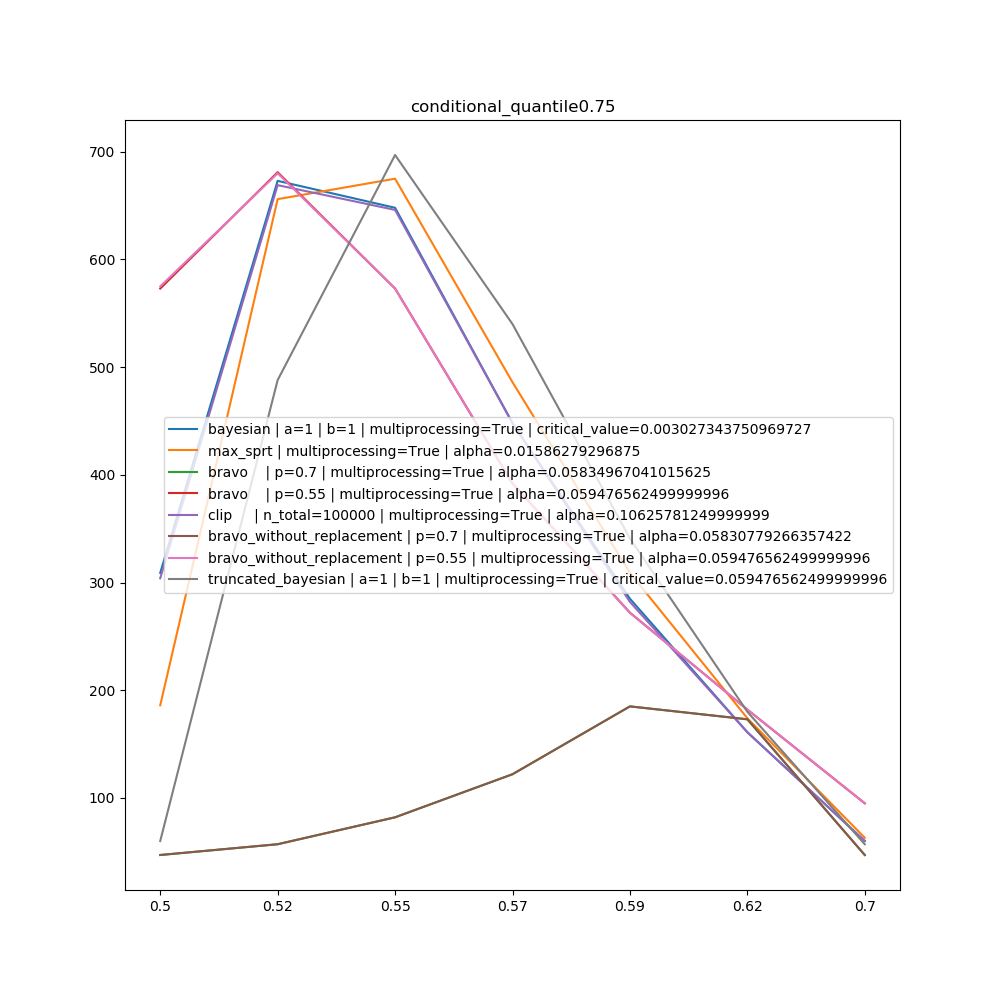 conditional_quantile0.75
700
600
500
400
300
200
100
bayesian | a=1 | b=1 | multiprocessing=True | critical_value=0.003027343750969727
max_sprt | multiprocessing=True | alpha=0.01586279296875
bravo    | p=0.7 | multiprocessing=True | alpha=0.05834967041015625
bravo    | p=0.55 | multiprocessing=True | alpha=0.059476562499999996
clip     | n_total=100000 | multiprocessing=True | alpha=0.10625781249999999
bravo_without_replacement | p=0.7 | multiprocessing=True | alpha=0.05830779266357422
bravo_without_replacement | p=0.55 | multiprocessing=True | alpha=0.059476562499999996
truncated_bayesian | a=1 | b=1 | multiprocessing=True | critical_value=0.059476562499999996
0.5 0.52 0.55 0.57 0.59 0.62 0.7